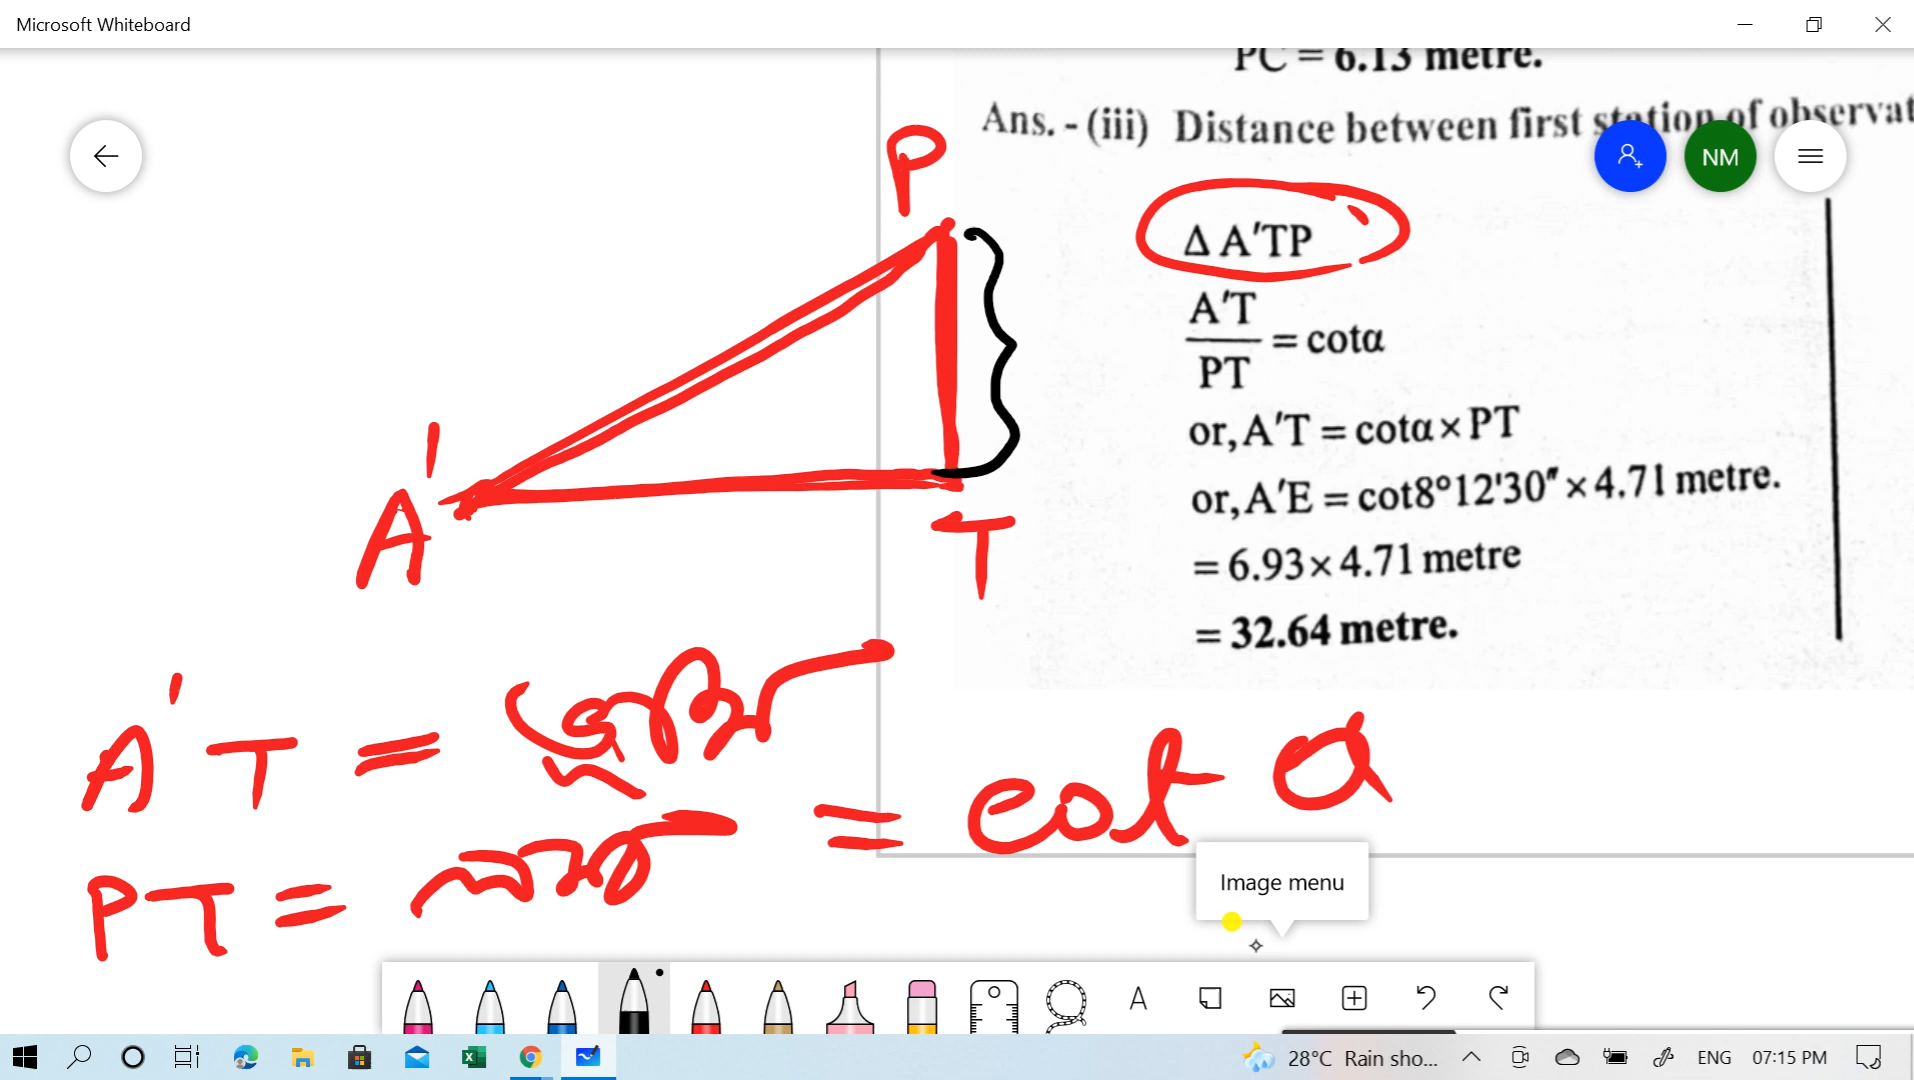 Microsoft Whiteboard
PC = 6.13 metre.
Ans. - (iii) Distance between first station of observat
NM
P
Δ A'TP
A'T
PT
= cotα
or, A'T = cotα × PT
or, A'E = cot8°12'30" × 4.71 metre.
= 6.93 × 4.71 metre
= 32.64 metre.
A'
T
A'T = ভূমি
PT = লম্ব
= cot α
Image menu
28°C Rain sho...
ENG
07:15 PM